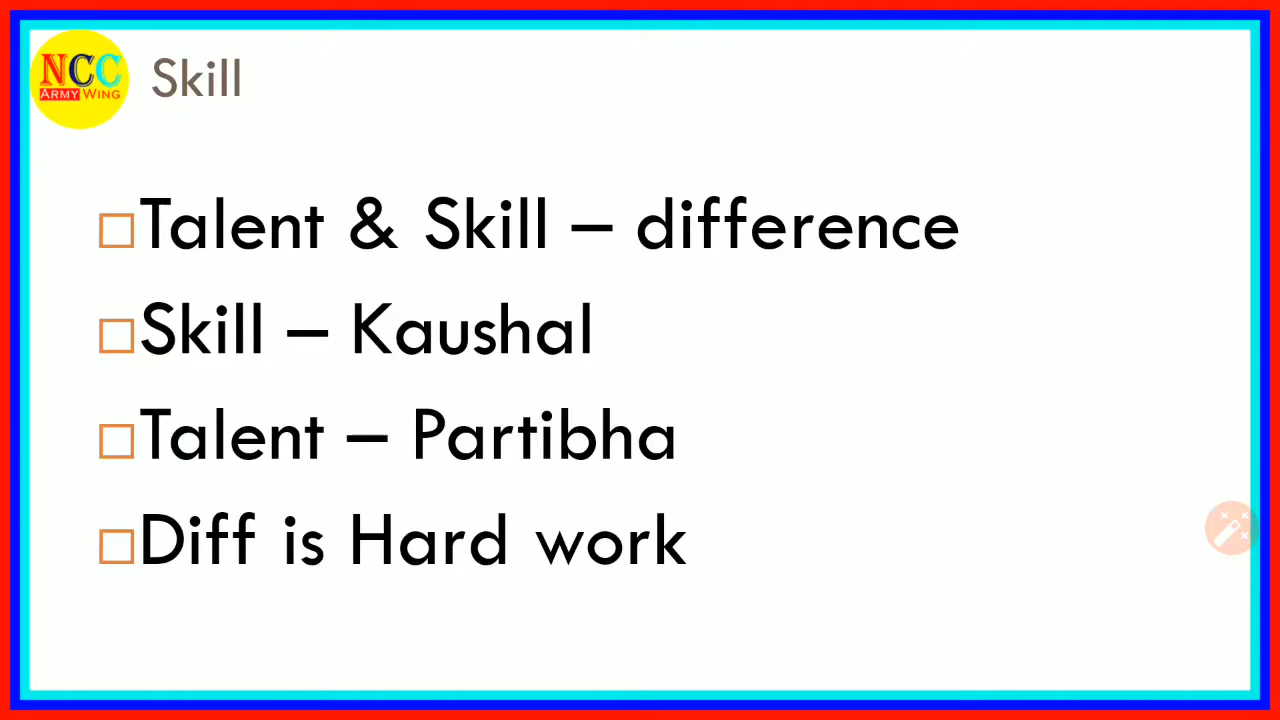 NCC
ARMY WING
Skill
Talent & Skill – difference
Skill – Kaushal
Talent – Partibha
Diff is Hard work